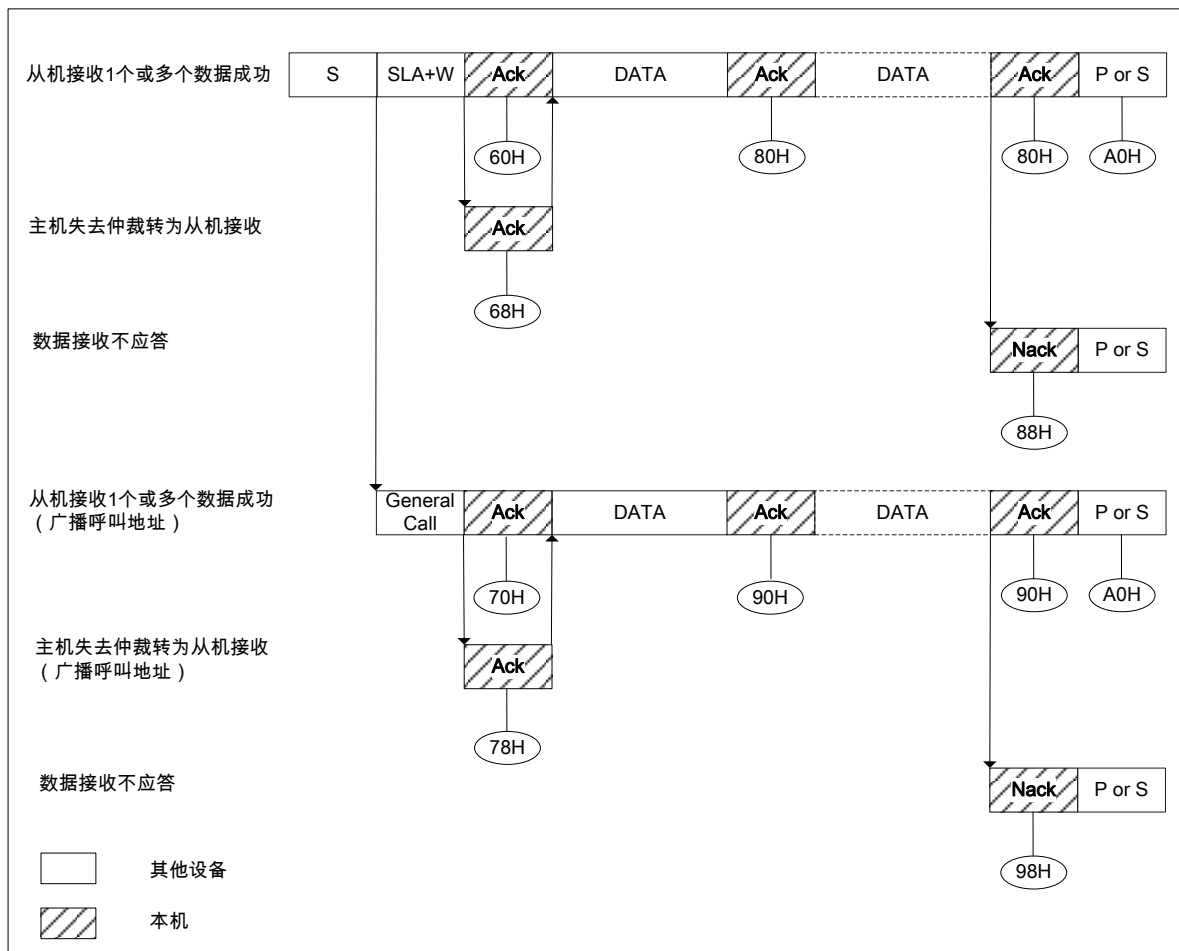 从机接收1个或多个数据成功 S SLA+W Ack DATA Ack DATA Ack P or S
60H 80H 80H A0H
主机失去仲裁转为从机接收 Ack
68H
数据接收不应答 Nack P or S
88H
从机接收1个或多个数据成功
（广播呼叫地址）
General
Call
Ack DATA Ack DATA Ack P or S
70H 90H 90H A0H
主机失去仲裁转为从机接收
（广播呼叫地址）
Ack
78H
数据接收不应答 Nack P or S
98H
其他设备
本机